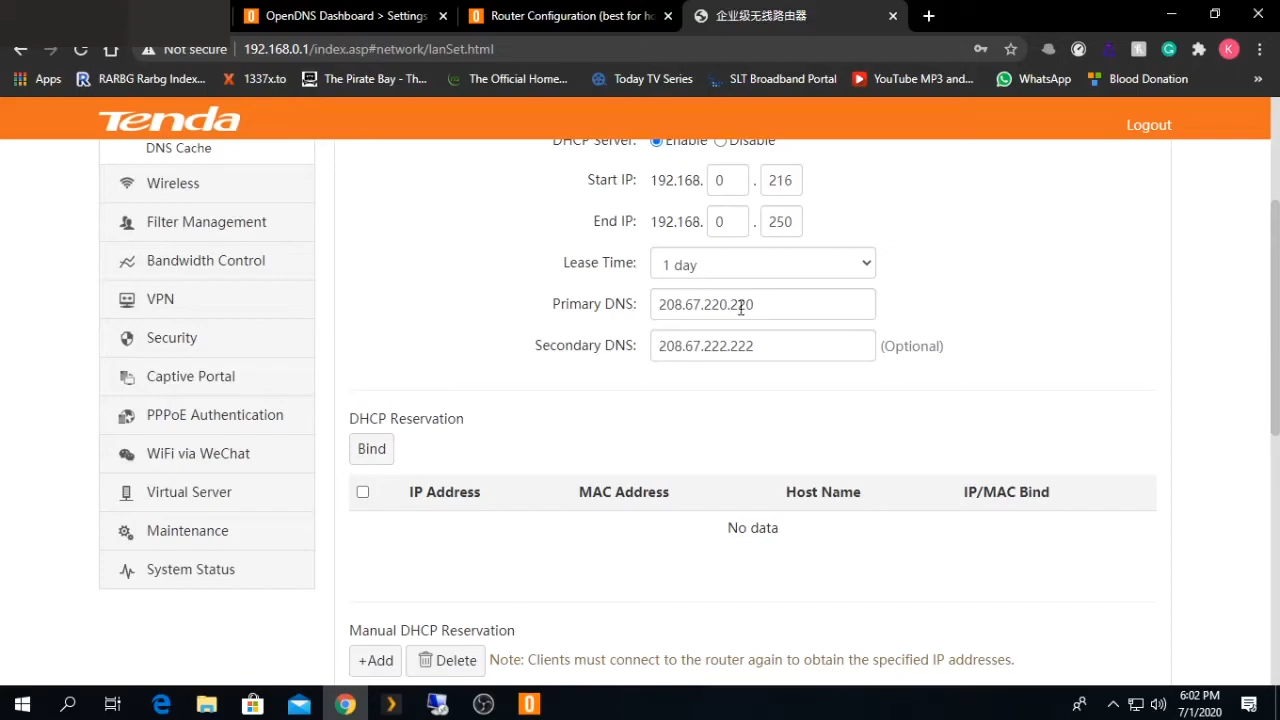 OpenDNS Dashboard > Settings
Router Configuration (best for ho
企业级无线路由器
Not secure
192.168.0.1/index.asp#network/lanSet.html
K
Apps
RARBG Rarbg Index...
1337x.to
The Pirate Bay - Th...
The Official Home...
Today TV Series
SLT Broadband Portal
YouTube MP3 and...
WhatsApp
Blood Donation
»
Tenda
Logout
DNS Cache
Wireless
Filter Management
Bandwidth Control
VPN
Security
Captive Portal
PPPoE Authentication
WiFi via WeChat
Virtual Server
Maintenance
System Status
DHCP Server: Enable Disable
Start IP: 192.168. 0 . 216
End IP: 192.168. 0 . 250
Lease Time: 1 day
Primary DNS: 208.67.220.220
Secondary DNS: 208.67.222.222 (Optional)
DHCP Reservation
Bind
IP Address MAC Address Host Name IP/MAC Bind
No data
Manual DHCP Reservation
+Add Delete Note: Clients must connect to the router again to obtain the specified IP addresses.
6:02 PM
7/1/2020